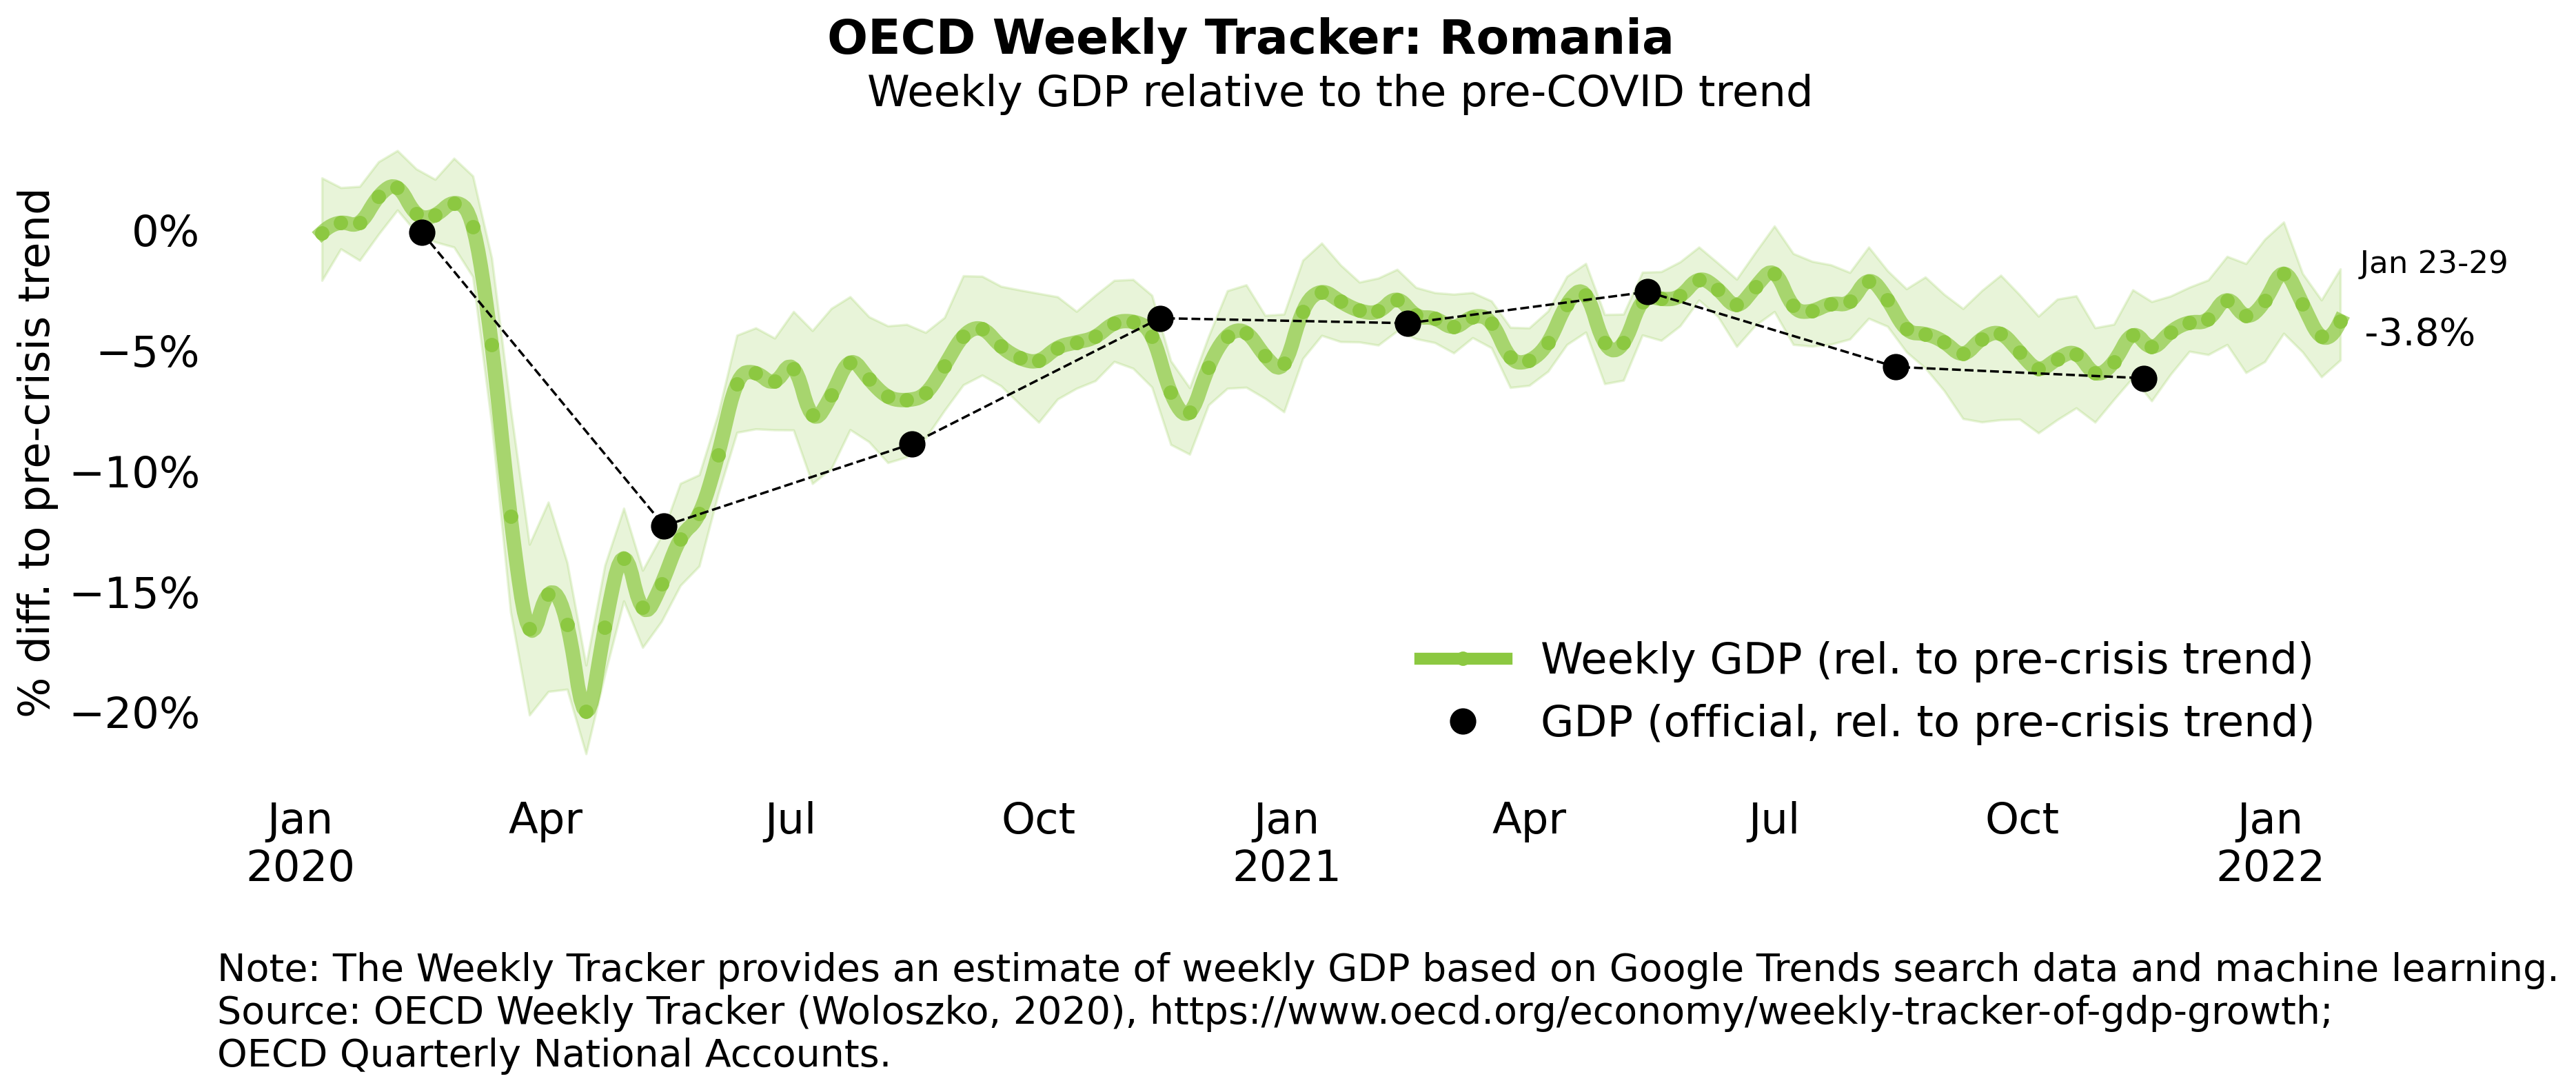 OECD Weekly Tracker: Romania
Weekly GDP relative to the pre-COVID trend
% diff. to pre-crisis trend
0%
−5%
−10%
−15%
−20%
Jan 23-29
-3.8%
Weekly GDP (rel. to pre-crisis trend)
GDP (official, rel. to pre-crisis trend)
Jan Apr Jul Oct Jan Apr Jul Oct Jan
2020 2021 2022
Note: The Weekly Tracker provides an estimate of weekly GDP based on Google Trends search data and machine learning.
Source: OECD Weekly Tracker (Woloszko, 2020), https://www.oecd.org/economy/weekly-tracker-of-gdp-growth;
OECD Quarterly National Accounts.